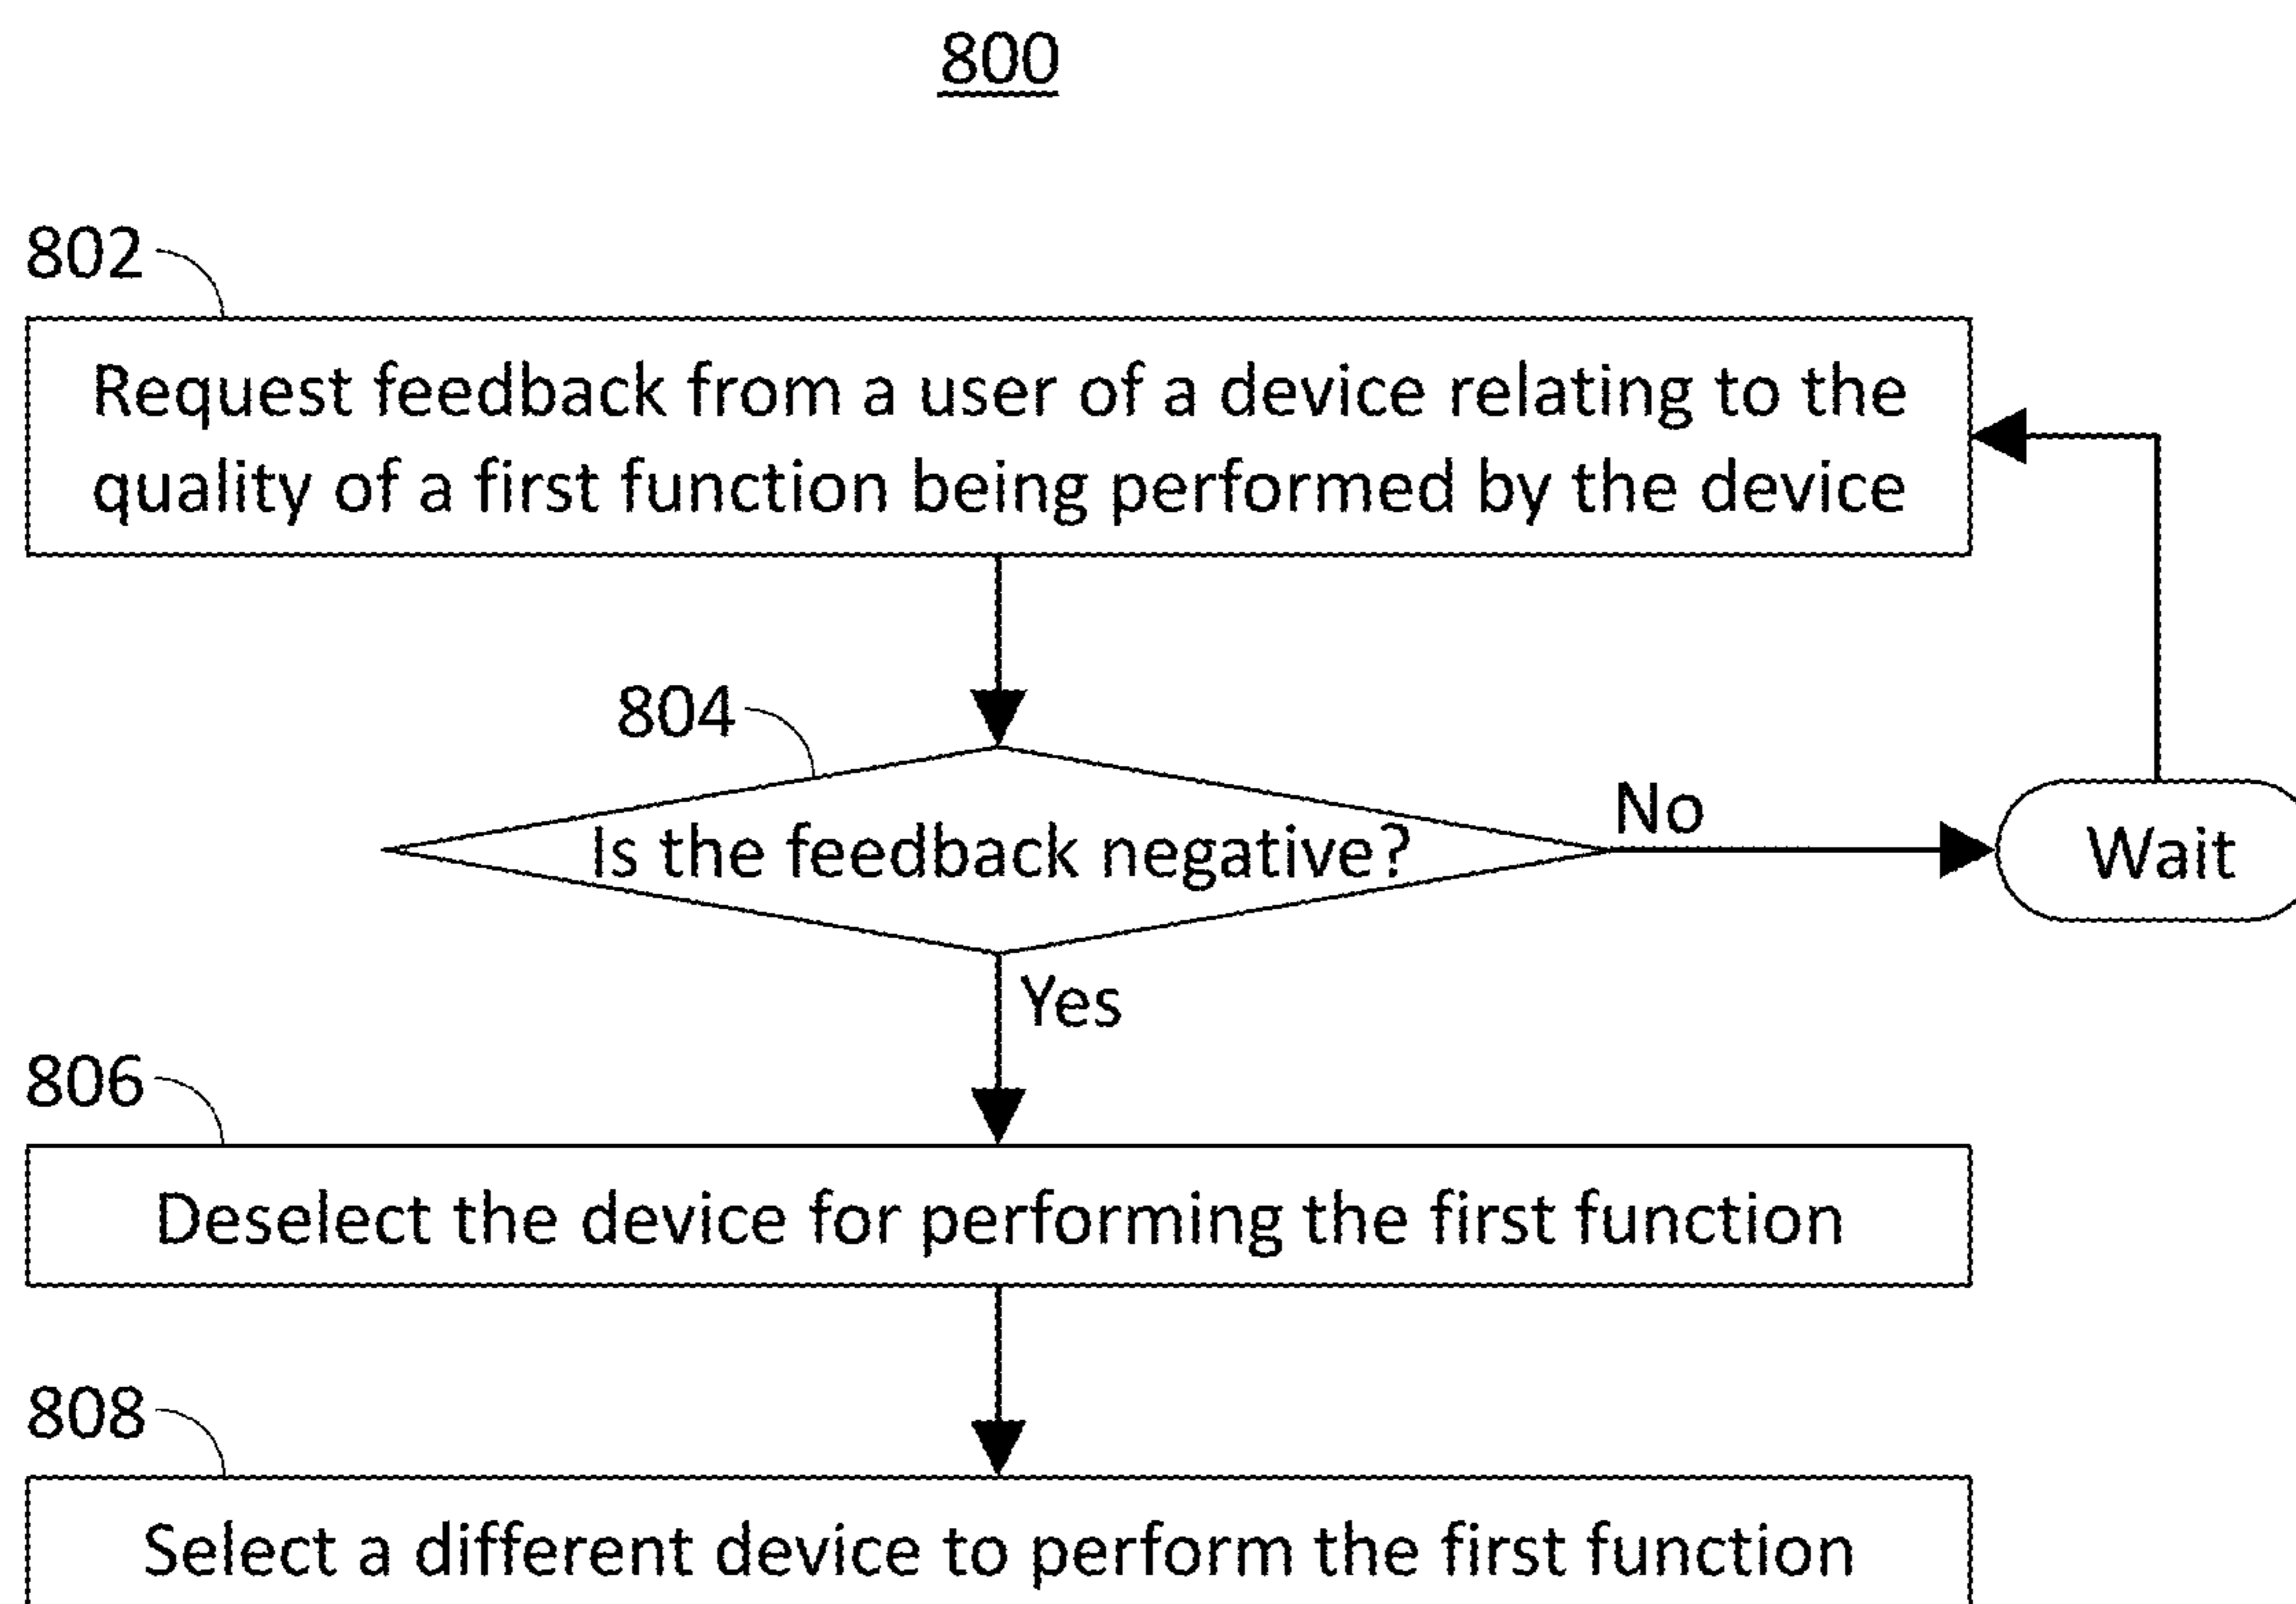 800
802
Request feedback from a user of a device relating to the
quality of a first function being performed by the device
804
Is the feedback negative?
No
Wait
Yes
806
Deselect the device for performing the first function
808
Select a different device to perform the first function